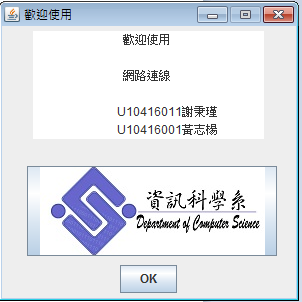 歡迎使用
歡迎使用
網路連線
U10416011謝秉瑾
U10416001黃志楊
資訊科學系
Department of Computer Science
OK